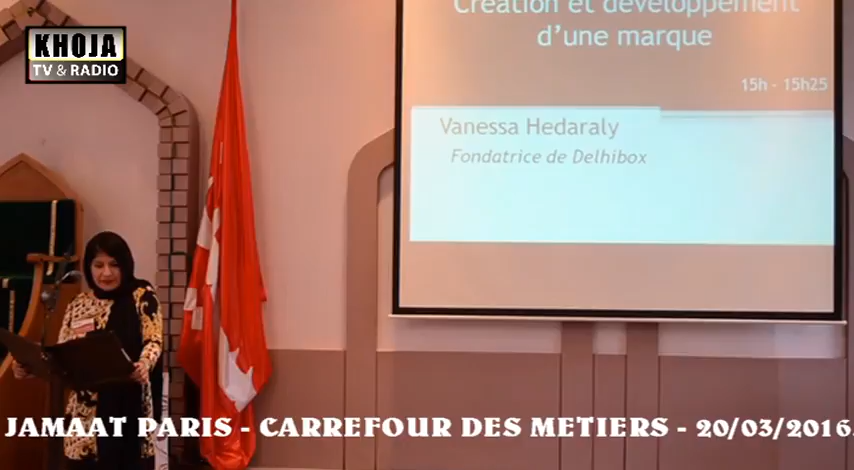 KHOJA
TV & RADIO
Création et développement
d'une marque
15h - 15h25
Vanessa Hedaraly
Fondatrice de Delhibox
JAMAAT PARIS - CARREFOUR DES METIERS - 20/03/2016.